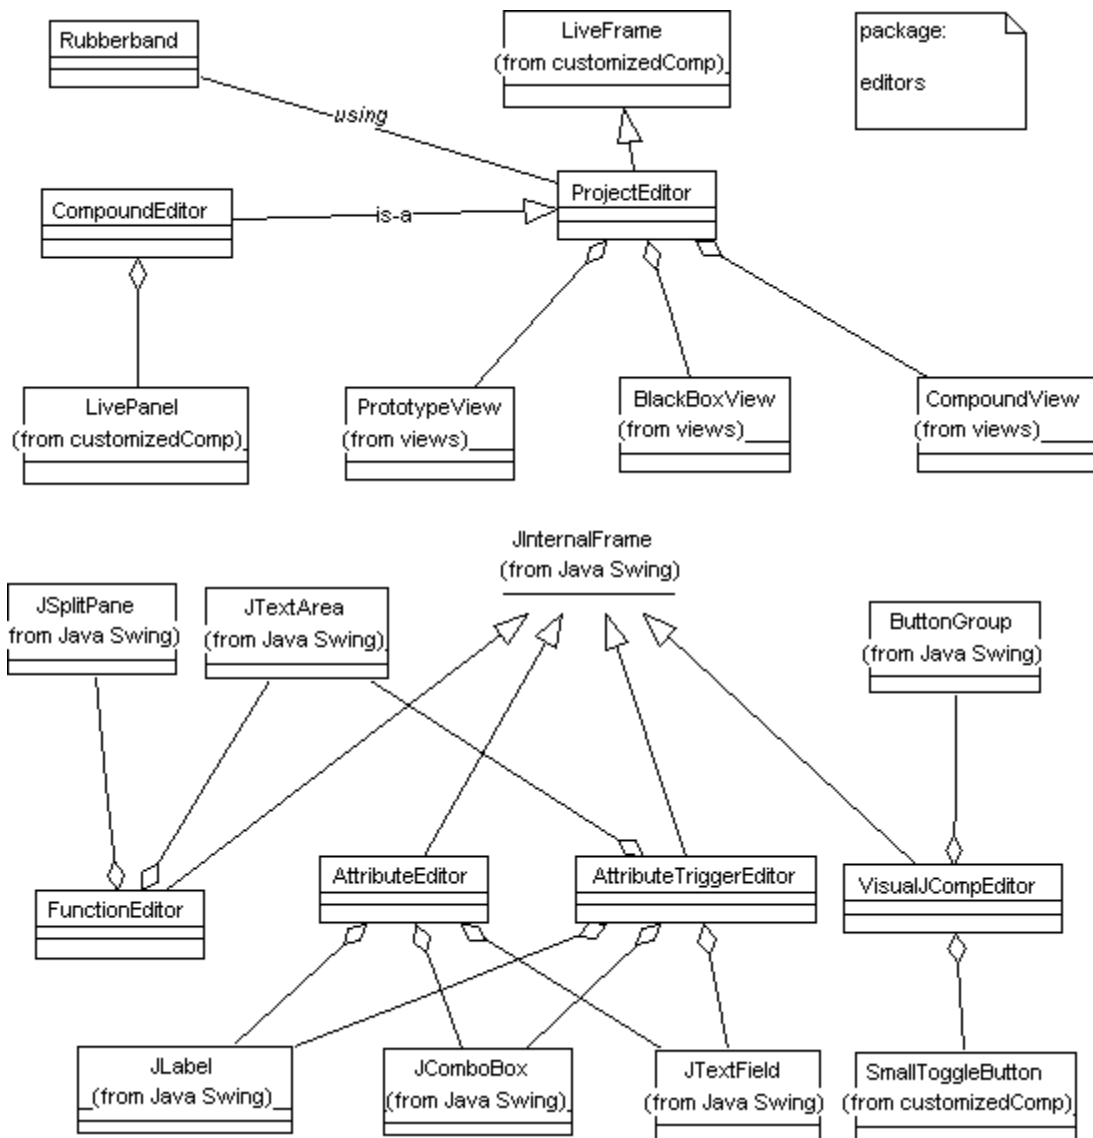 Rubberband
LiveFrame
(from customizedComp)
package:
editors
using
ProjectEditor
CompoundEditor
is-a
LivePanel
(from customizedComp)
PrototypeView
(from views)
BlackBoxView
(from views)
CompoundView
(from views)
JInternalFrame
(from Java Swing)
JSplitPane
from Java Swing)
JTextArea
(from Java Swing)
ButtonGroup
(from Java Swing)
FunctionEditor
AttributeEditor
AttributeTriggerEditor
VisualJCompEditor
JLabel
(from Java Swing)
JComboBox
(from Java Swing)
JTextField
(from Java Swing)
SmallToggleButton
(from customizedComp)